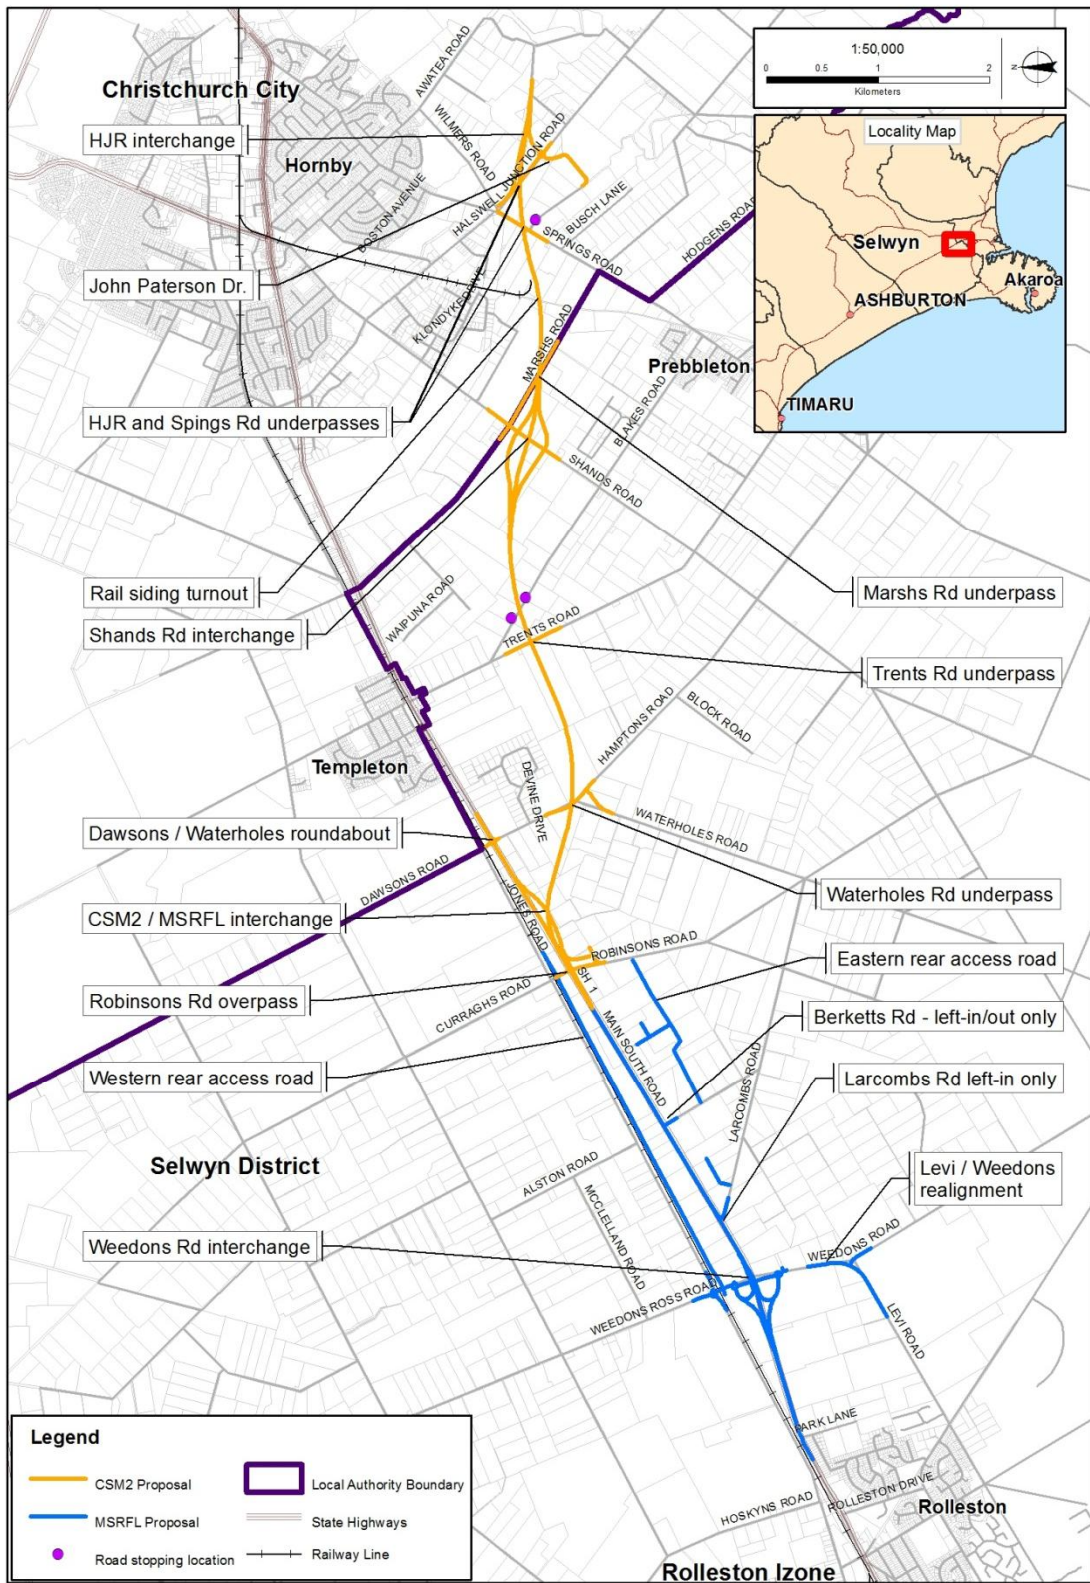 1:50,000
0 0.5 1 2
Kilometers
N
Locality Map
Selwyn
Akaroa
ASHBURTON
TIMARU
Christchurch City
HJR interchange
Hornby
AWATEA ROAD
WILMERS ROAD
HALSWELL JUNCTION ROAD
BOSTON AVENUE
BUSCH LANE
SPRINGS ROAD
HODGENS ROAD
John Paterson Dr.
KLONDYKE DRIVE
MARSHS ROAD
Prebbleton
BLAKES ROAD
HJR and Spings Rd underpasses
SHANDS ROAD
Rail siding turnout
Marshs Rd underpass
WAIPUNA ROAD
Shands Rd interchange
TRENTS ROAD
Trents Rd underpass
HAMPTONS ROAD
BLOCK ROAD
Templeton
DEVINE DRIVE
WATERHOLES ROAD
Dawsons / Waterholes roundabout
DAWSONS ROAD
JONES ROAD
Waterholes Rd underpass
CSM2 / MSRFL interchange
ROBINSONS ROAD
Eastern rear access road
SH 1
Robinsons Rd overpass
CURRAGHS ROAD
MAIN SOUTH ROAD
Berketts Rd - left-in/out only
Western rear access road
LARCOMBS ROAD
Larcombs Rd left-in only
Selwyn District
ALSTON ROAD
MCCLELLAND ROAD
Levi / Weedons
realignment
Weedons Rd interchange
WEEDONS ROAD
WEEDONS ROSS ROAD
LEVI ROAD
PARK LANE
HOSKYNS ROAD
ROLLESTON DRIVE
Rolleston
Rolleston Izone
Legend
CSM2 Proposal
Local Authority Boundary
MSRFL Proposal
State Highways
Road stopping location
Railway Line